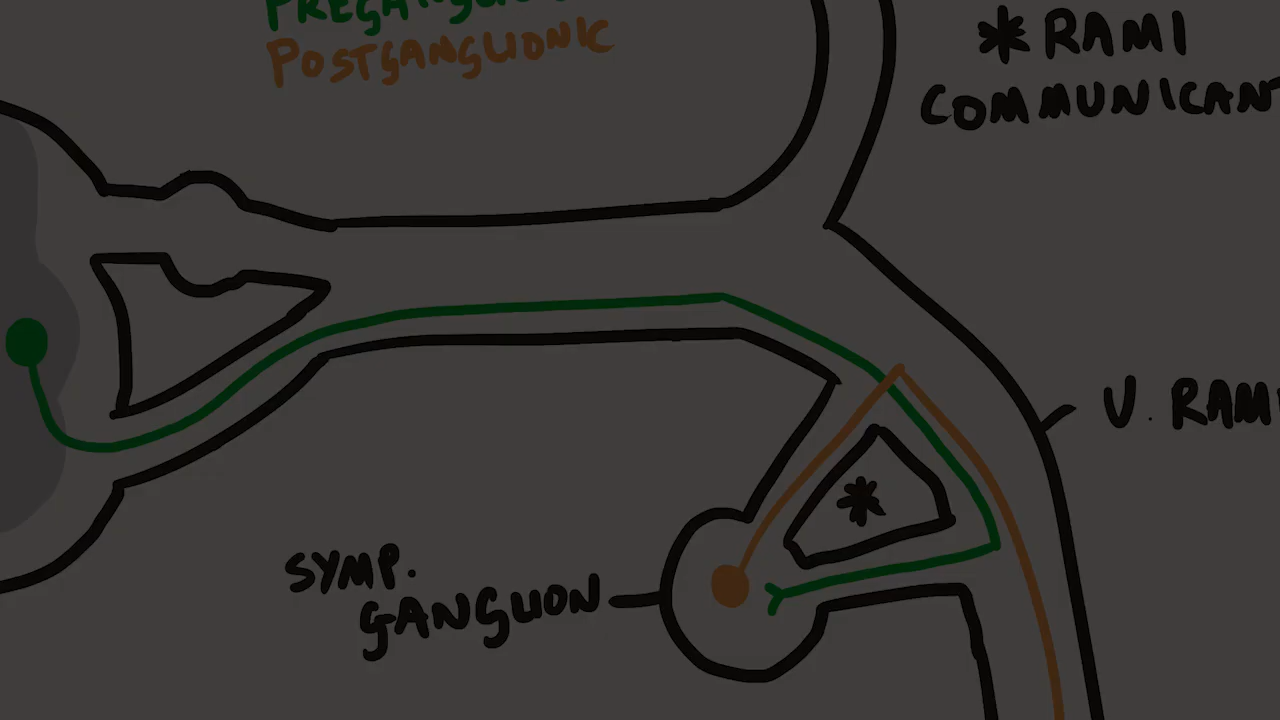 POSTGANGLIONIC
* RAMI
COMMUNICAN
V. RAM
SYMP.
GANGLION